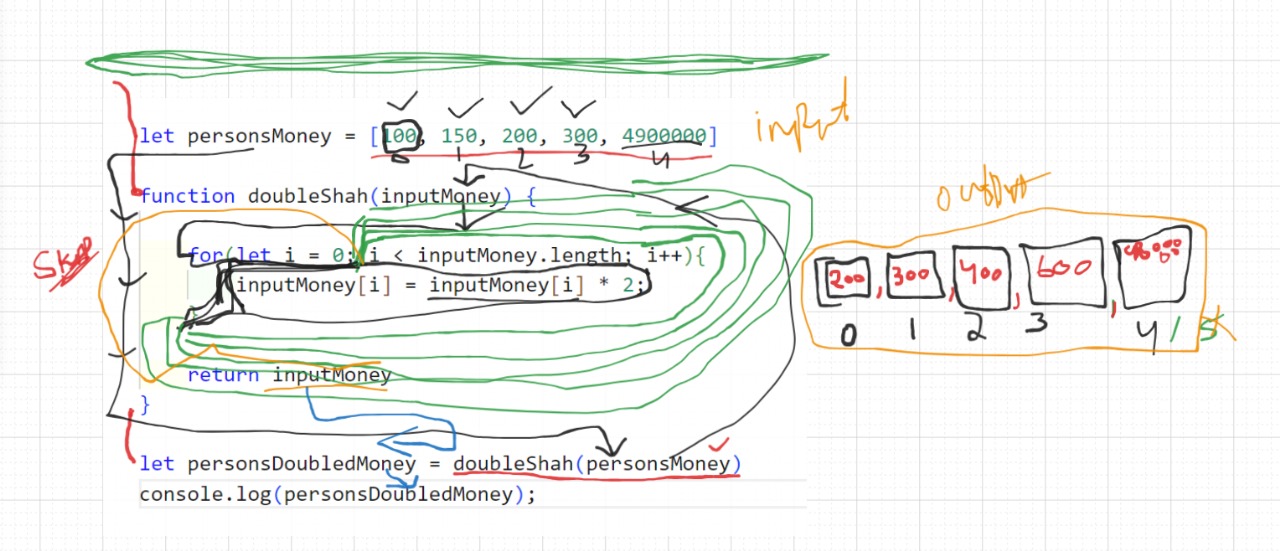 let personsMoney = [100, 150, 200, 300, 4900000]
input
0 1 2 3 4
function doubleShah(inputMoney) {
output
Skip
for(let i = 0; i < inputMoney.length; i++){
inputMoney[i] = inputMoney[i] * 2;
200, 300, 400, 600,
0 1 2 3 4 / 5
return inputMoney
}
let personsDoubledMoney = doubleShah(personsMoney)
console.log(personsDoubledMoney);